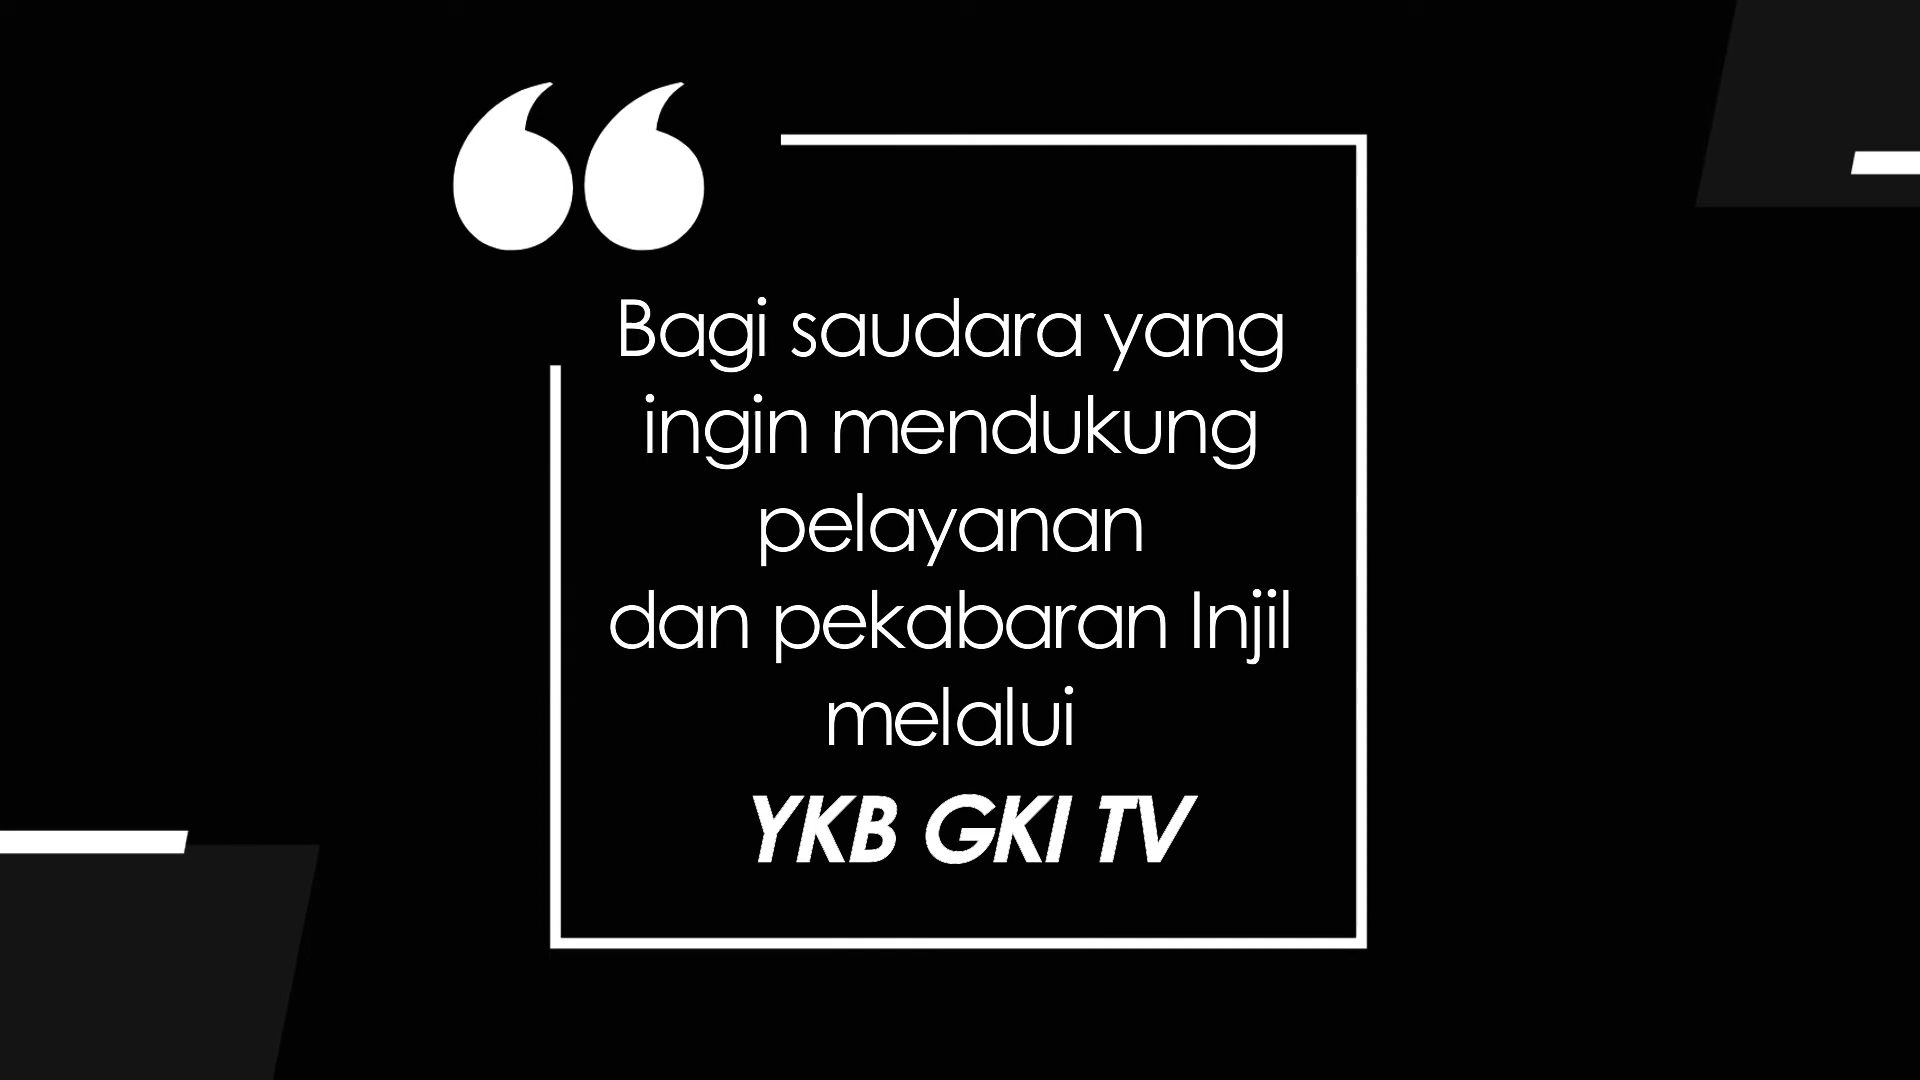 Bagi saudara yang
ingin mendukung
pelayanan
dan pekabaran Injil
melalui
YKB GKI TV